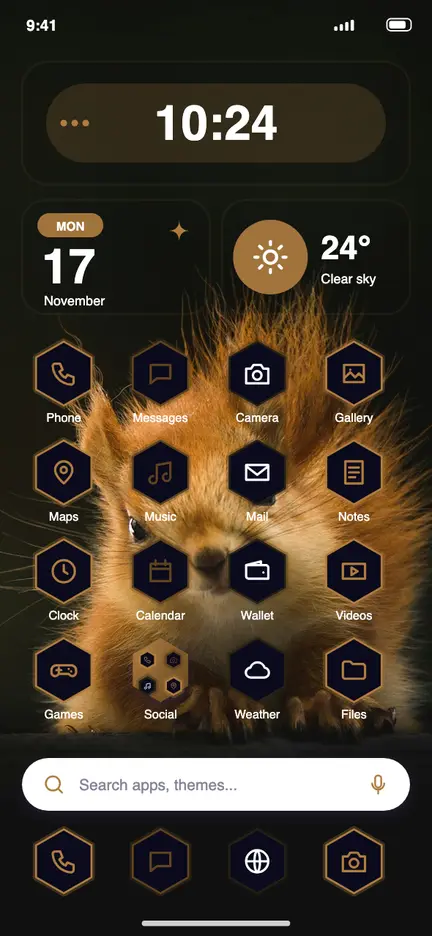 9:41
10:24
MON
17
November
24°
Clear sky
Phone
Messages
Camera
Gallery
Maps
Music
Mail
Notes
Clock
Calendar
Wallet
Videos
Games
Social
Weather
Files
Search apps, themes...